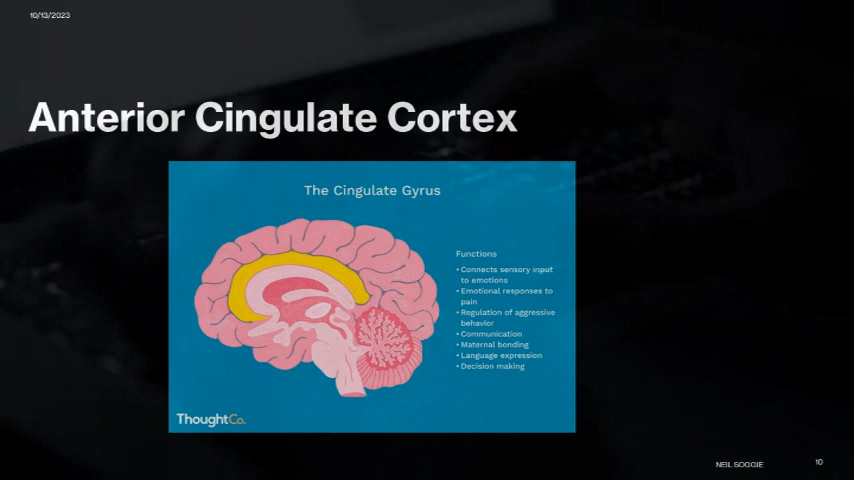 10/13/2023
Anterior Cingulate Cortex
The Cingulate Gyrus
Functions
• Connects sensory input
to emotions
• Emotional responses to
pain
• Regulation of aggressive
behavior
• Communication
• Maternal bonding
• Language expression
• Decision making
ThoughtCo.
NEIL SOGGIE
10